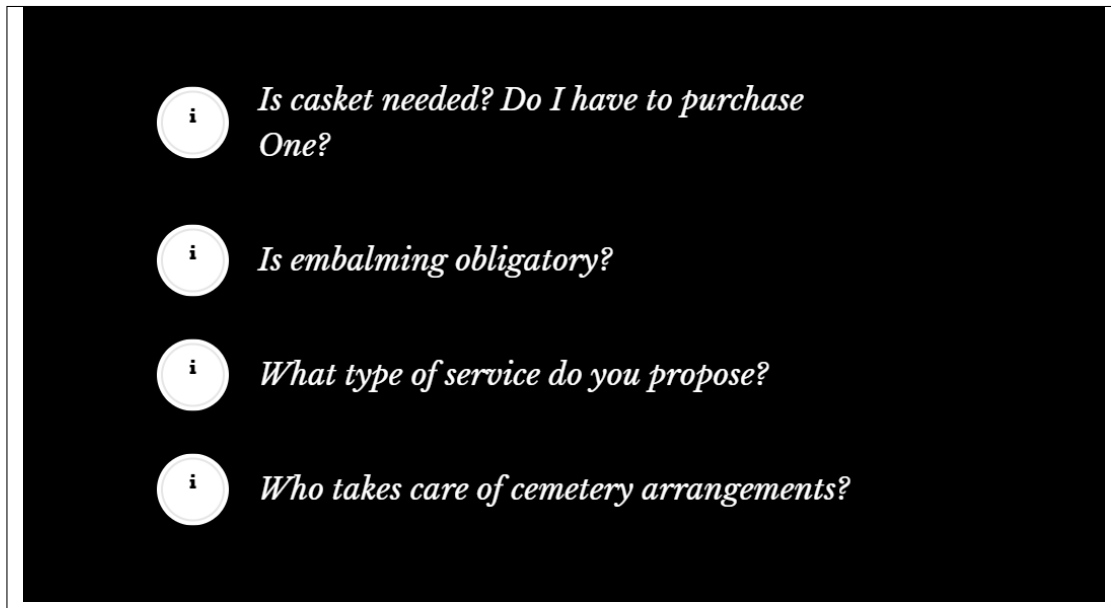 i
Is casket needed? Do I have to purchase
One?
i
Is embalming obligatory?
i
What type of service do you propose?
i
Who takes care of cemetery arrangements?